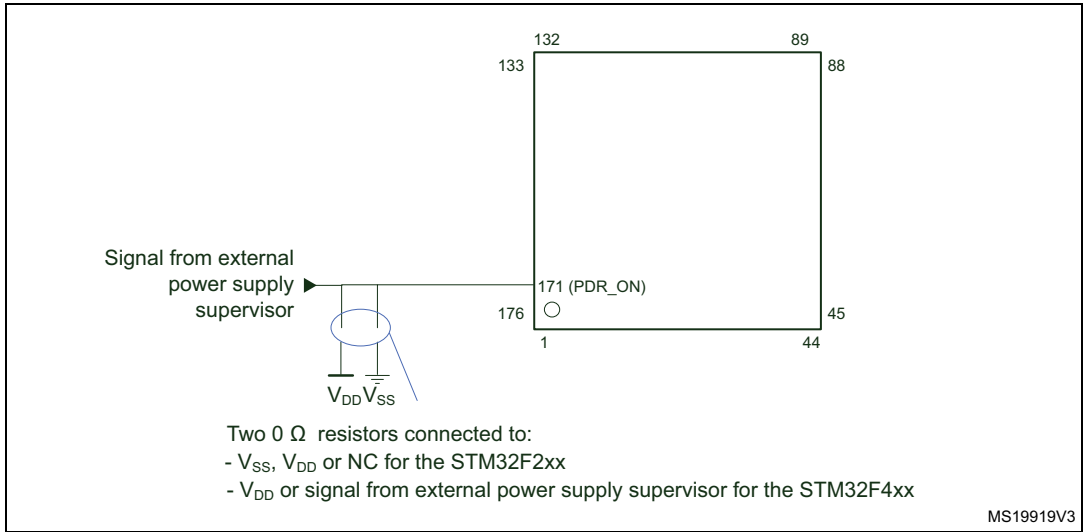 132
89
133
88
Signal from external
power supply
supervisor
171 (PDR_ON)
176
45
1
44
VDD VSS
Two 0 Ω resistors connected to:
- VSS, VDD or NC for the STM32F2xx
- VDD or signal from external power supply supervisor for the STM32F4xx
MS19919V3